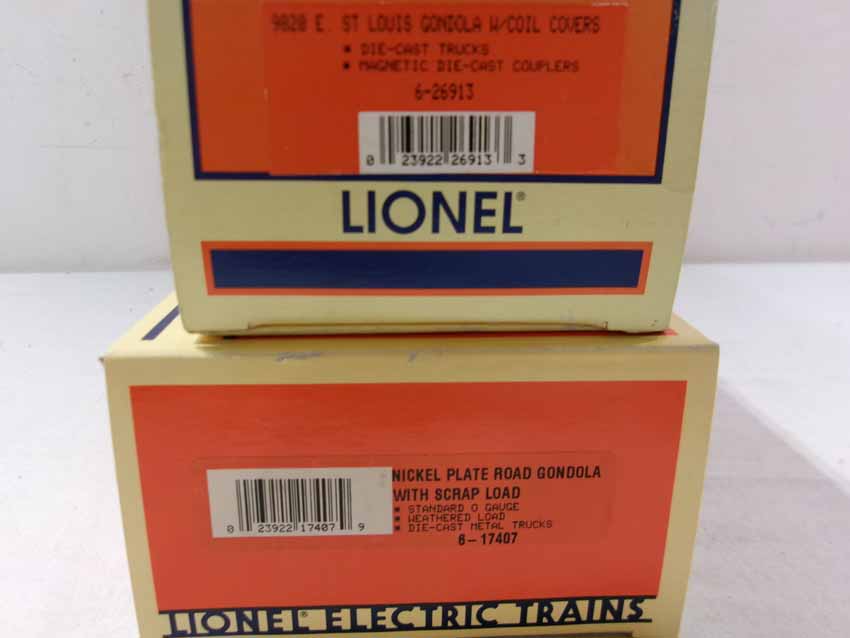 9820 E. ST LOUIS GONDOLA W/COIL COVERS
* DIE-CAST TRUCKS
* MAGNETIC DIE-CAST COUPLERS
6-26913
0 23922 26913 3
LIONEL®
NICKEL PLATE ROAD GONDOLA
WITH SCRAP LOAD
* STANDARD O GAUGE
* WEATHERED LOAD
* DIE-CAST METAL TRUCKS
6-17407
0 23922 17407 9
LIONEL® ELECTRIC TRAINS